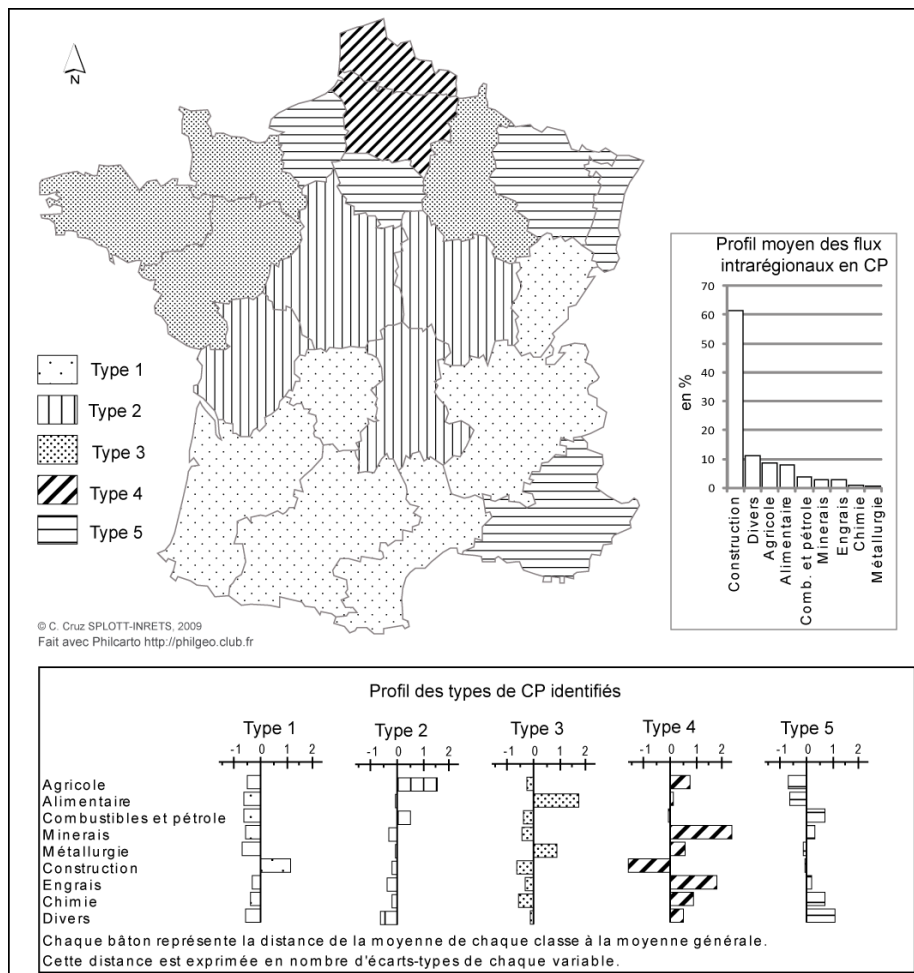 N
Type 1
Type 2
Type 3
Type 4
Type 5
© C. Cruz SPLOTT-INRETS, 2009
Fait avec Philcarto http://philgeo.club.fr
Profil moyen des flux
intrarégionaux en CP
70
60
50
40
30
20
10
0
en %
Construction
Divers
Agricole
Alimentaire
Comb. et pétrole
Minerais
Engrais
Chimie
Métallurgie
Profil des types de CP identifiés
Type 1 Type 2 Type 3 Type 4 Type 5
-1 0 1 2 -1 0 1 2 -1 0 1 2 -1 0 1 2 -1 0 1 2
Agricole
Alimentaire
Combustibles et pétrole
Minerais
Métallurgie
Construction
Engrais
Chimie
Divers
Chaque bâton représente la distance de la moyenne de chaque classe à la moyenne générale.
Cette distance est exprimée en nombre d'écarts-types de chaque variable.